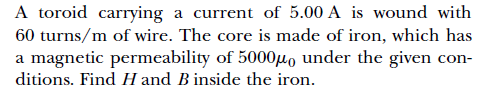 A toroid carrying a current of 5.00 A is wound with
60 turns/m of wire. The core is made of iron, which has
a magnetic permeability of 5000μ₀ under the given con-
ditions. Find H and B inside the iron.